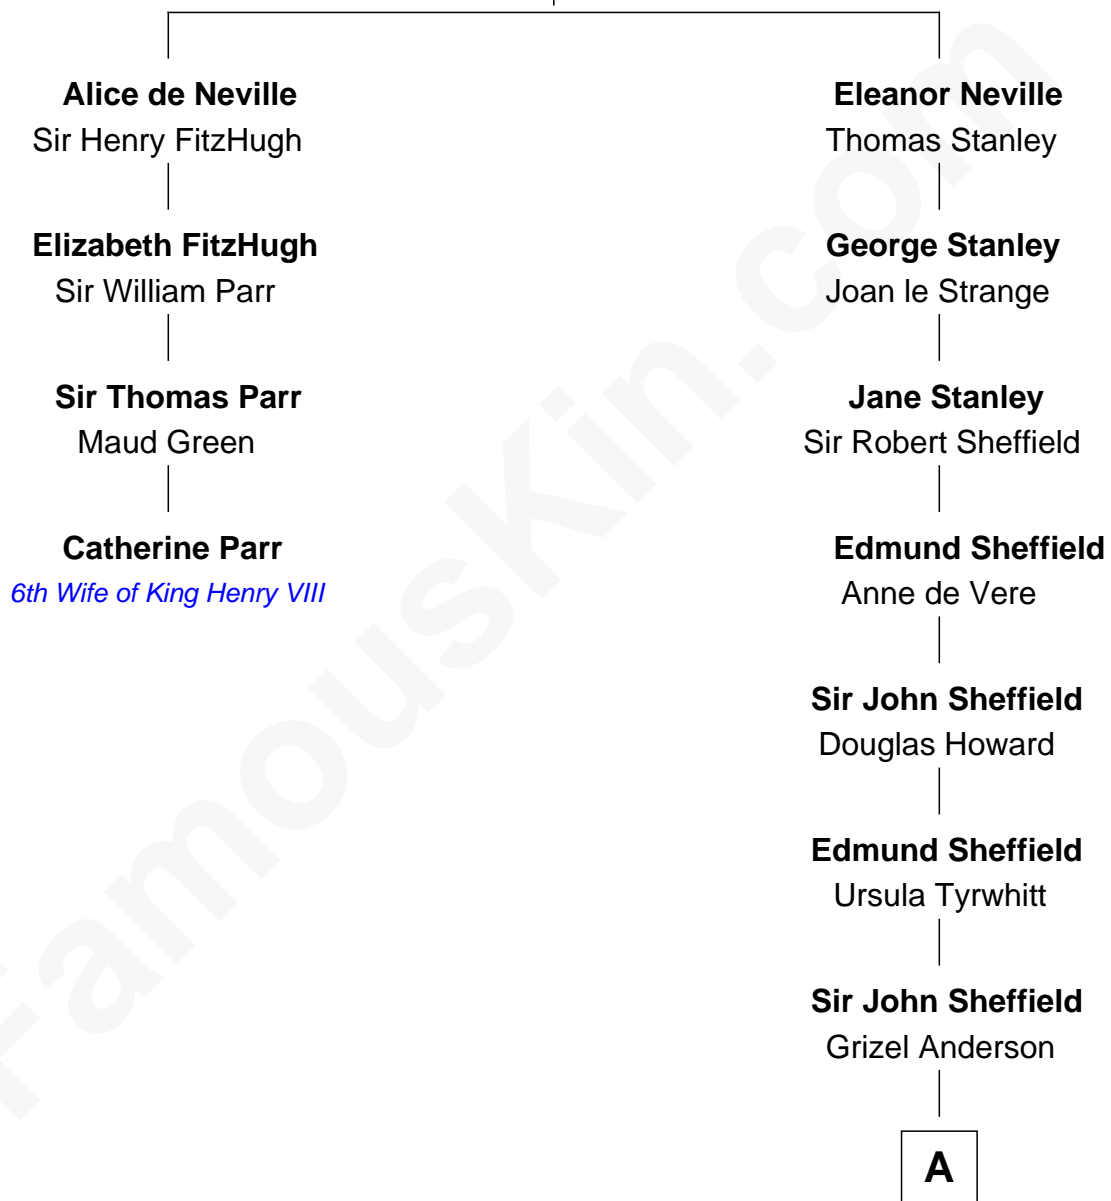 Alice de Neville
Sir Henry FitzHugh
Elizabeth FitzHugh
Sir William Parr
Sir Thomas Parr
Maud Green
Catherine Parr
6th Wife of King Henry VIII
Eleanor Neville
Thomas Stanley
George Stanley
Joan le Strange
Jane Stanley
Sir Robert Sheffield
Edmund Sheffield
Anne de Vere
Sir John Sheffield
Douglas Howard
Edmund Sheffield
Ursula Tyrwhitt
Sir John Sheffield
Grizel Anderson
A
FamousKin.com